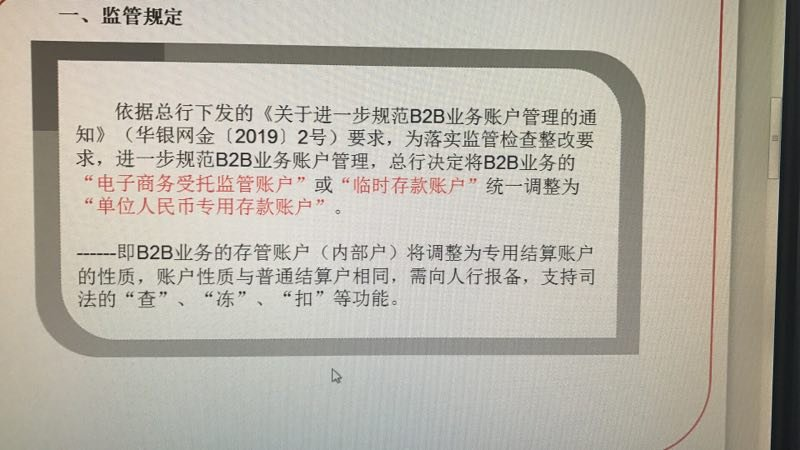 一、监管规定
依据总行下发的《关于进一步规范B2B业务账户管理的通
知》（华银网金〔2019〕2号）要求，为落实监管检查整改要
求，进一步规范B2B业务账户管理，总行决定将B2B业务的
“电子商务受托监管账户”或“临时存款账户”统一调整为
“单位人民币专用存款账户”。
------即B2B业务的存管账户（内部户）将调整为专用结算账户
的性质，账户性质与普通结算户相同，需向人行报备，支持司
法的“查”、“冻”、“扣”等功能。